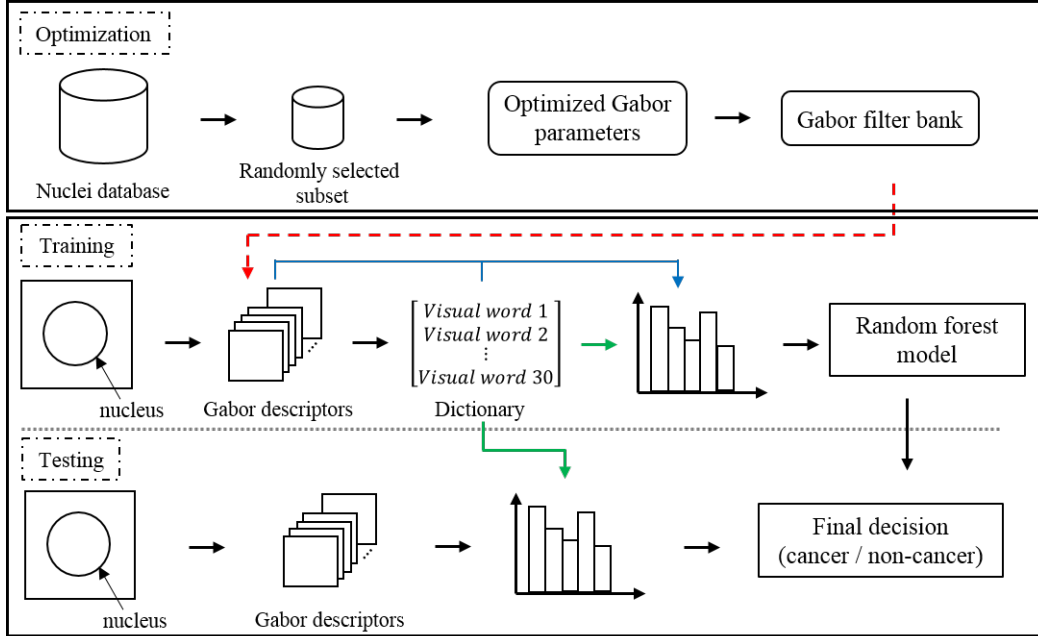 Optimization
Nuclei database
Randomly selected
subset
Optimized Gabor
parameters
Gabor filter bank
Training
nucleus
Gabor descriptors
Visual word 1
Visual word 2
⋮
Visual word 30
Dictionary
Random forest
model
Testing
nucleus
Gabor descriptors
Final decision
(cancer / non-cancer)